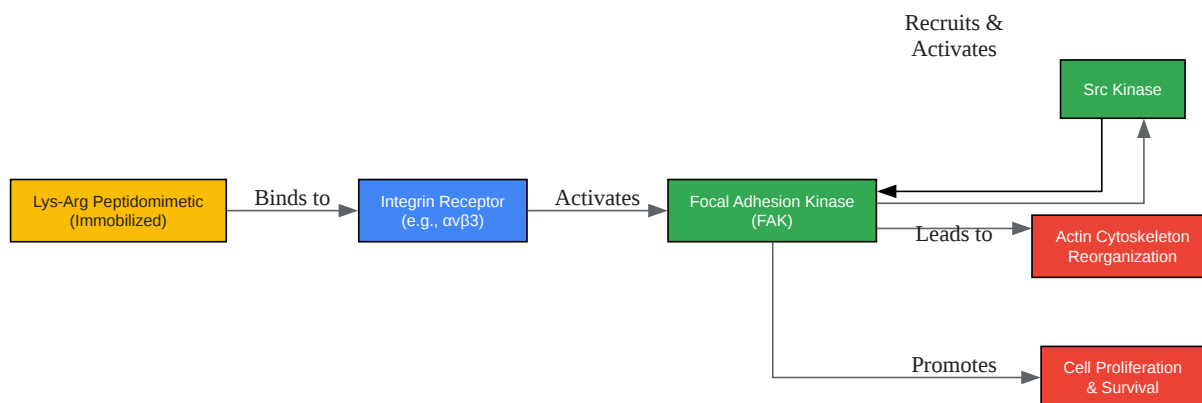 Recruits &
Activates
Src Kinase
Lys-Arg Peptidomimetic
(Immobilized)
Binds to
Integrin Receptor
(e.g., αvβ3)
Activates
Focal Adhesion Kinase
(FAK)
Leads to
Actin Cytoskeleton
Reorganization
Promotes
Cell Proliferation
& Survival